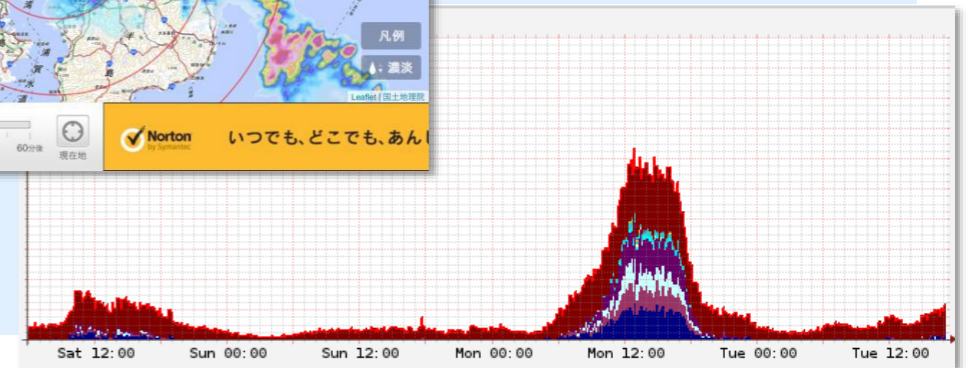 凡例
濃淡
Leaflet | 国土地理院
60分後
現在地
Norton
by Symantec
いつでも、どこでも、あん
Sat 12:00 Sun 00:00 Sun 12:00 Mon 00:00 Mon 12:00 Tue 00:00 Tue 12:00